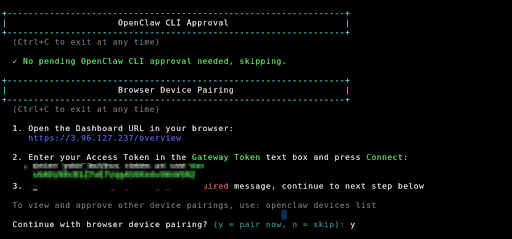 OpenClaw CLI Approval
(Ctrl+C to exit at any time)
✓ No pending OpenClaw CLI approval needed, skipping.
Browser Device Pairing
(Ctrl+C to exit at any time)
1. Open the Dashboard URL in your browser:
https://3.96.127.237/overview
2. Enter your Access Token in the Gateway Token text box and press Connect:
3. message, continue to next step below
To view and approve other device pairings, use: openclaw devices list
Continue with browser device pairing? (y = pair now, n = skip): y